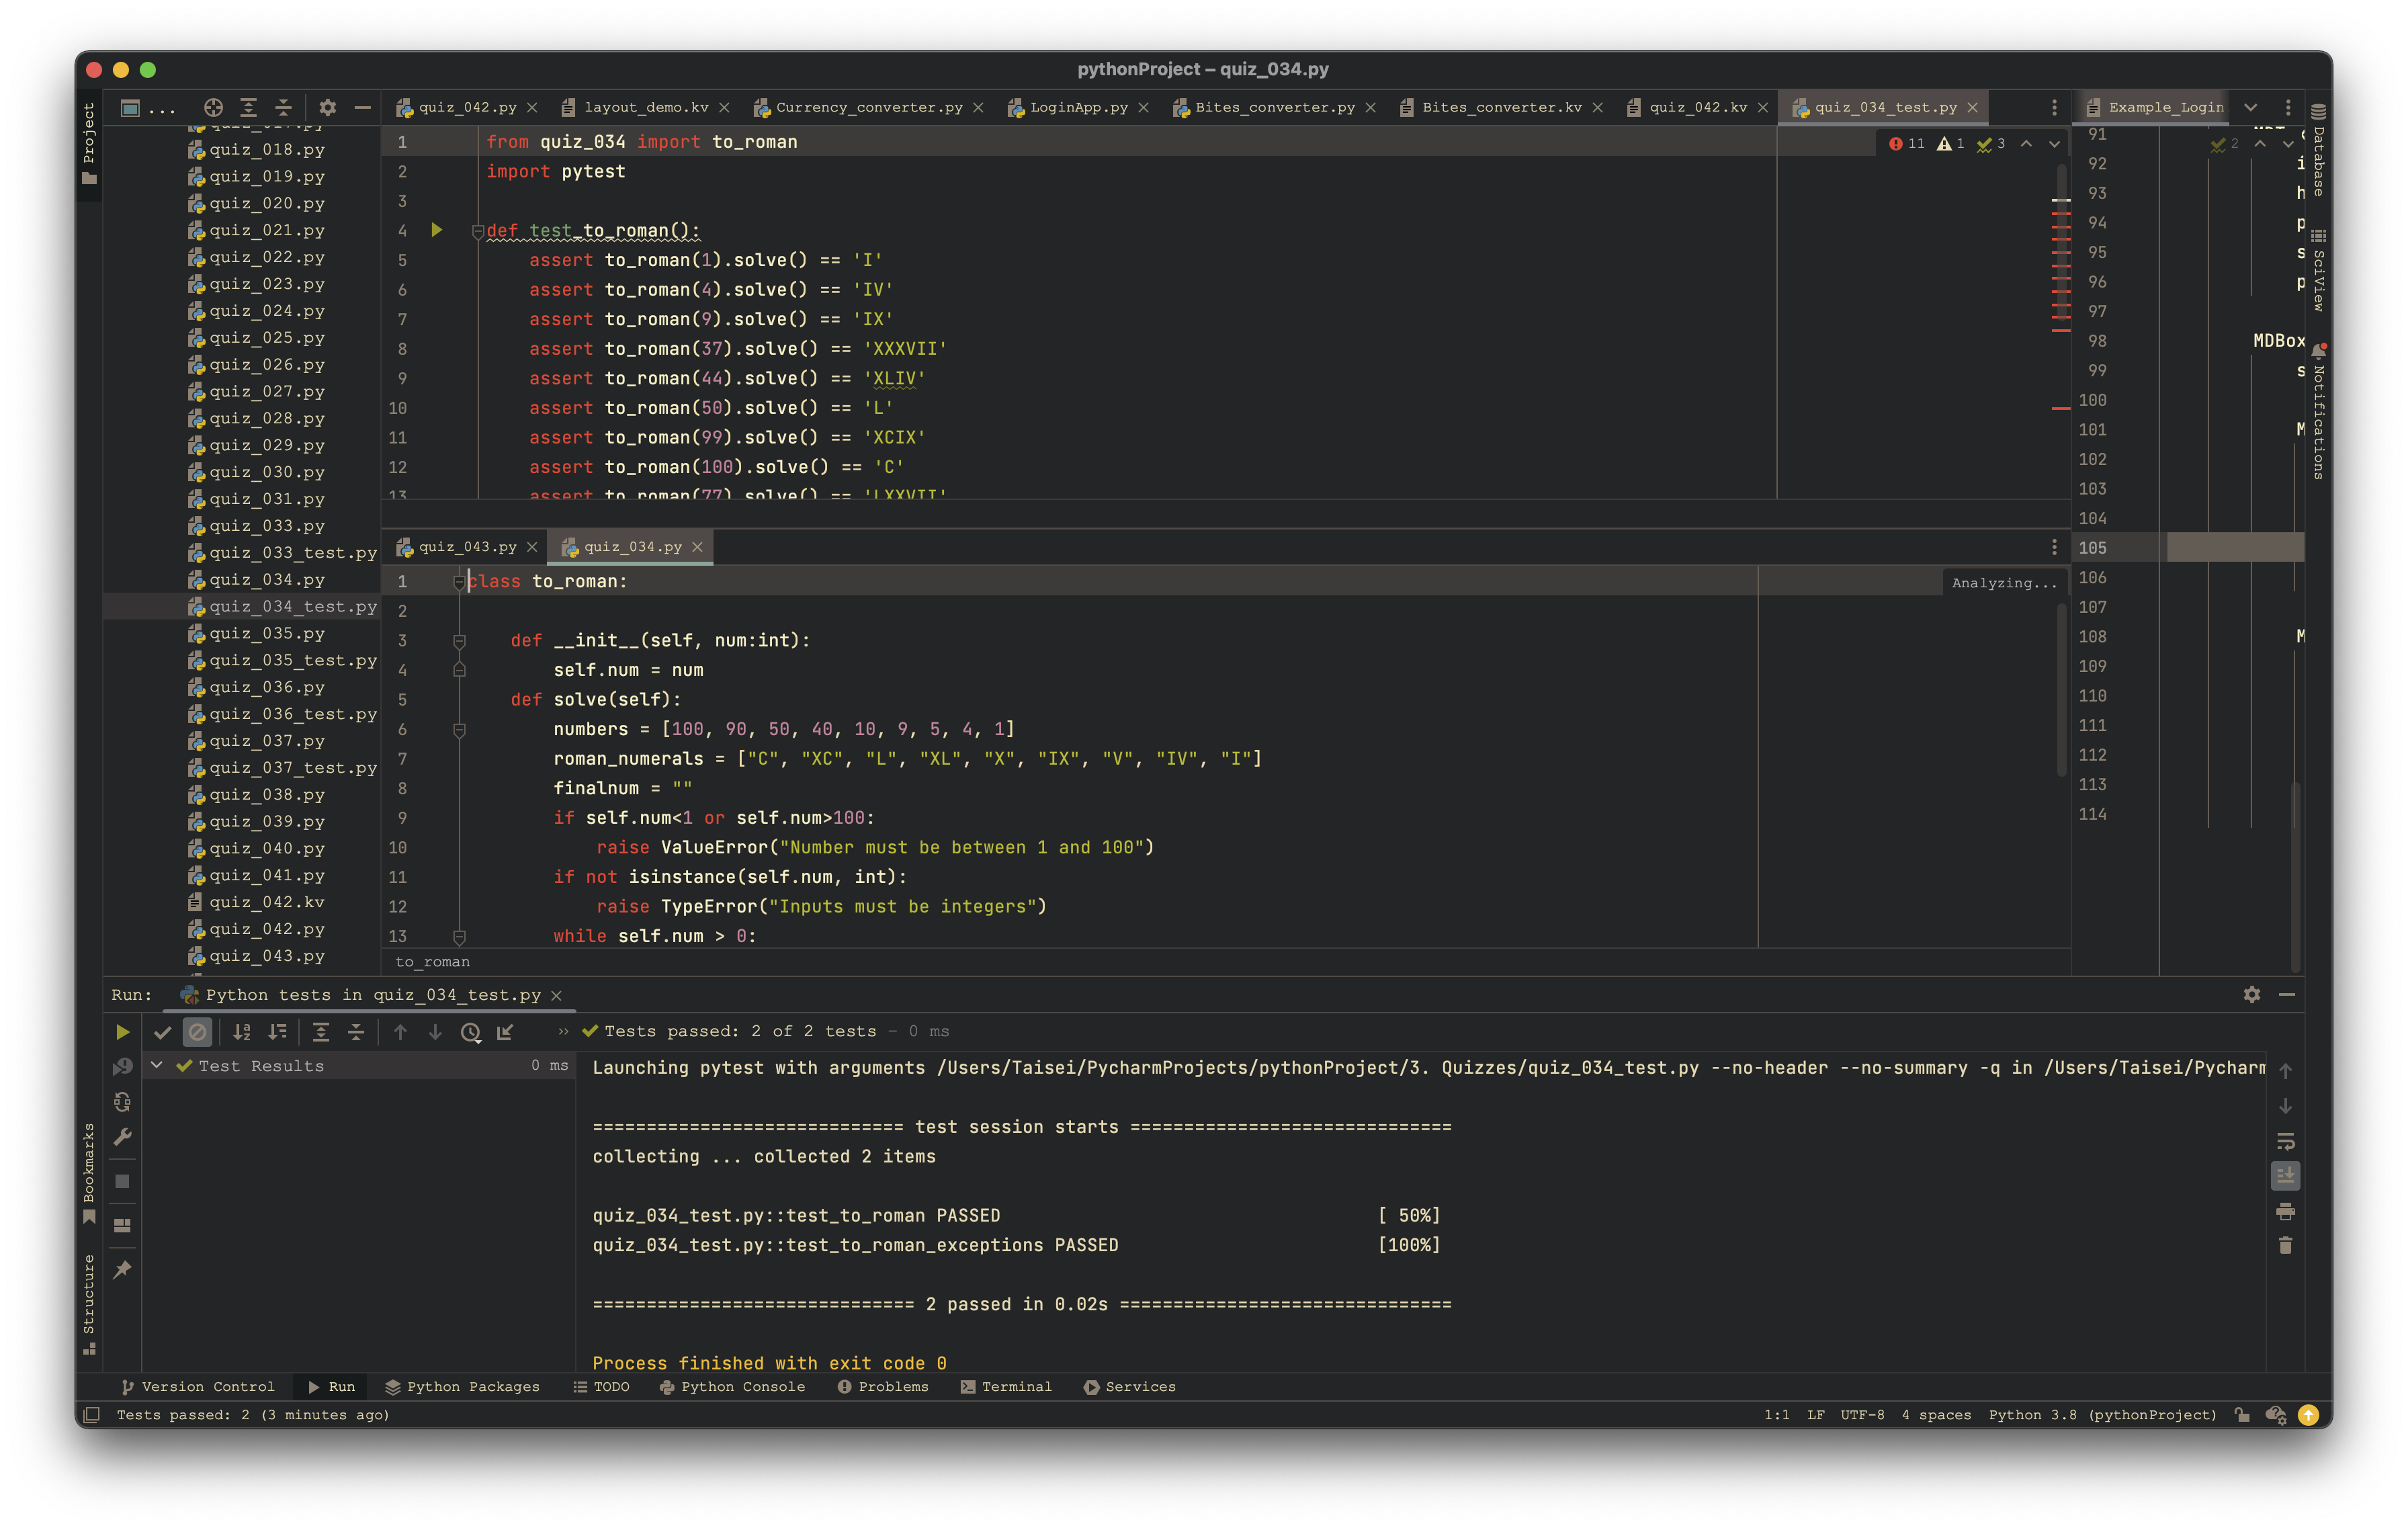 pythonProject – quiz_034.py
Project
...
quiz_042.py
layout_demo.kv
Currency_converter.py
LoginApp.py
Bites_converter.py
Bites_converter.kv
quiz_042.kv
quiz_034_test.py
Example_Login
quiz_018.py
quiz_019.py
quiz_020.py
quiz_021.py
quiz_022.py
quiz_023.py
quiz_024.py
quiz_025.py
quiz_026.py
quiz_027.py
quiz_028.py
quiz_029.py
quiz_030.py
quiz_031.py
quiz_033.py
quiz_033_test.py
quiz_034.py
quiz_034_test.py
quiz_035.py
quiz_035_test.py
quiz_036.py
quiz_036_test.py
quiz_037.py
quiz_037_test.py
quiz_038.py
quiz_039.py
quiz_040.py
quiz_041.py
quiz_042.kv
quiz_042.py
quiz_043.py
1 from quiz_034 import to_roman
11 1 3
2 import pytest
3
4 def test_to_roman():
5 assert to_roman(1).solve() == 'I'
6 assert to_roman(4).solve() == 'IV'
7 assert to_roman(9).solve() == 'IX'
8 assert to_roman(37).solve() == 'XXXVII'
9 assert to_roman(44).solve() == 'XLIV'
10 assert to_roman(50).solve() == 'L'
11 assert to_roman(99).solve() == 'XCIX'
12 assert to_roman(100).solve() == 'C'
13 assert to_roman(77).solve() == 'LXXVII'
quiz_043.py
quiz_034.py
1 class to_roman:
Analyzing...
2
3 def __init__(self, num:int):
4 self.num = num
5 def solve(self):
6 numbers = [100, 90, 50, 40, 10, 9, 5, 4, 1]
7 roman_numerals = ["C", "XC", "L", "XL", "X", "IX", "V", "IV", "I"]
8 finalnum = ""
9 if self.num<1 or self.num>100:
10 raise ValueError("Number must be between 1 and 100")
11 if not isinstance(self.num, int):
12 raise TypeError("Inputs must be integers")
13 while self.num > 0:
to_roman
2
91
92 i
93 h
94 p
95 s
96 p
97
98 MDBox
99 s
100
101 M
102
103
104
105
106
107
108 M
109
110
111
112
113
114
Database
SciView
Notifications
Run:
Python tests in quiz_034_test.py
Tests passed: 2 of 2 tests – 0 ms
Test Results 0 ms
Launching pytest with arguments /Users/Taisei/PycharmProjects/pythonProject/3. Quizzes/quiz_034_test.py --no-header --no-summary -q in /Users/Taisei/Pycharm
============================= test session starts ==============================
collecting ... collected 2 items
quiz_034_test.py::test_to_roman PASSED [ 50%]
quiz_034_test.py::test_to_roman_exceptions PASSED [100%]
============================== 2 passed in 0.02s ===============================
Process finished with exit code 0
Bookmarks
Structure
Version Control
Run
Python Packages
TODO
Python Console
Problems
Terminal
Services
Tests passed: 2 (3 minutes ago)
1:1 LF UTF-8 4 spaces Python 3.8 (pythonProject)